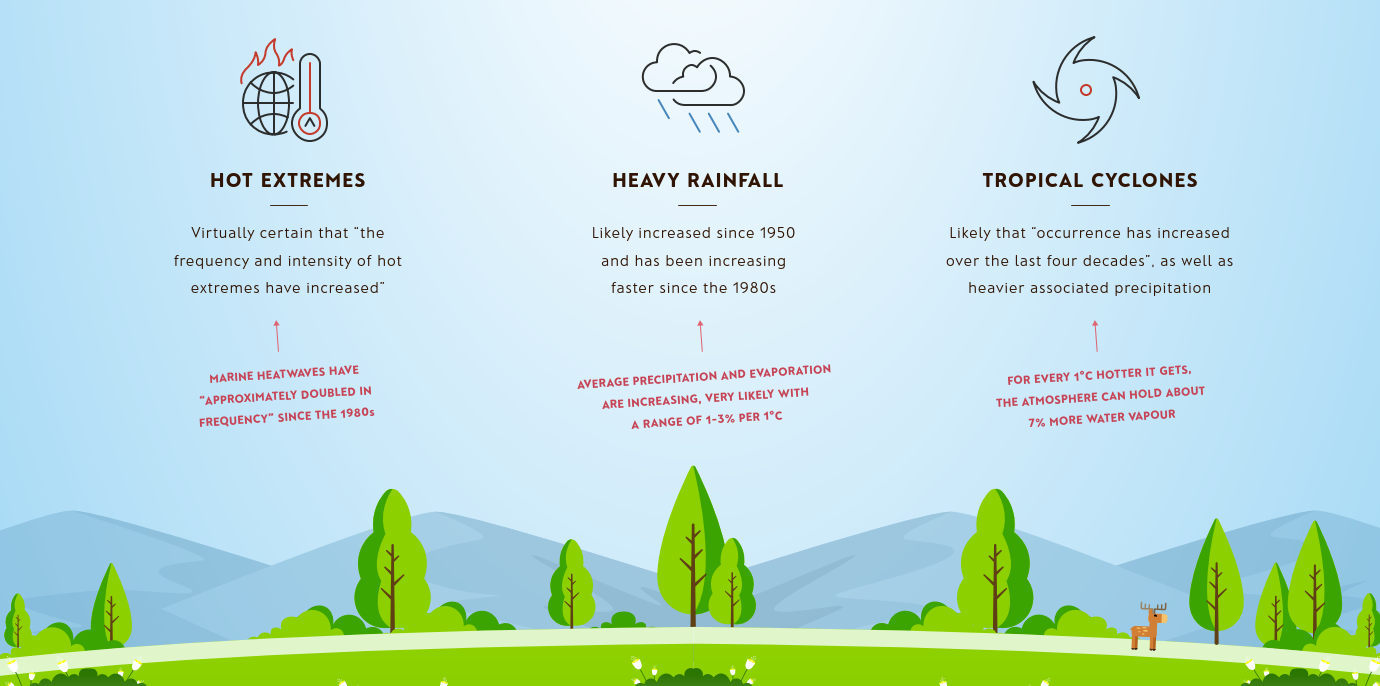 HOT EXTREMES
Virtually certain that "the
frequency and intensity of hot
extremes have increased"
MARINE HEATWAVES HAVE
"APPROXIMATELY DOUBLED IN
FREQUENCY" SINCE THE 1980s
HEAVY RAINFALL
Likely increased since 1950
and has been increasing
faster since the 1980s
AVERAGE PRECIPITATION AND EVAPORATION
ARE INCREASING, VERY LIKELY WITH
A RANGE OF 1-3% PER 1°C
TROPICAL CYCLONES
Likely that "occurrence has increased
over the last four decades", as well as
heavier associated precipitation
FOR EVERY 1°C HOTTER IT GETS,
THE ATMOSPHERE CAN HOLD ABOUT
7% MORE WATER VAPOUR